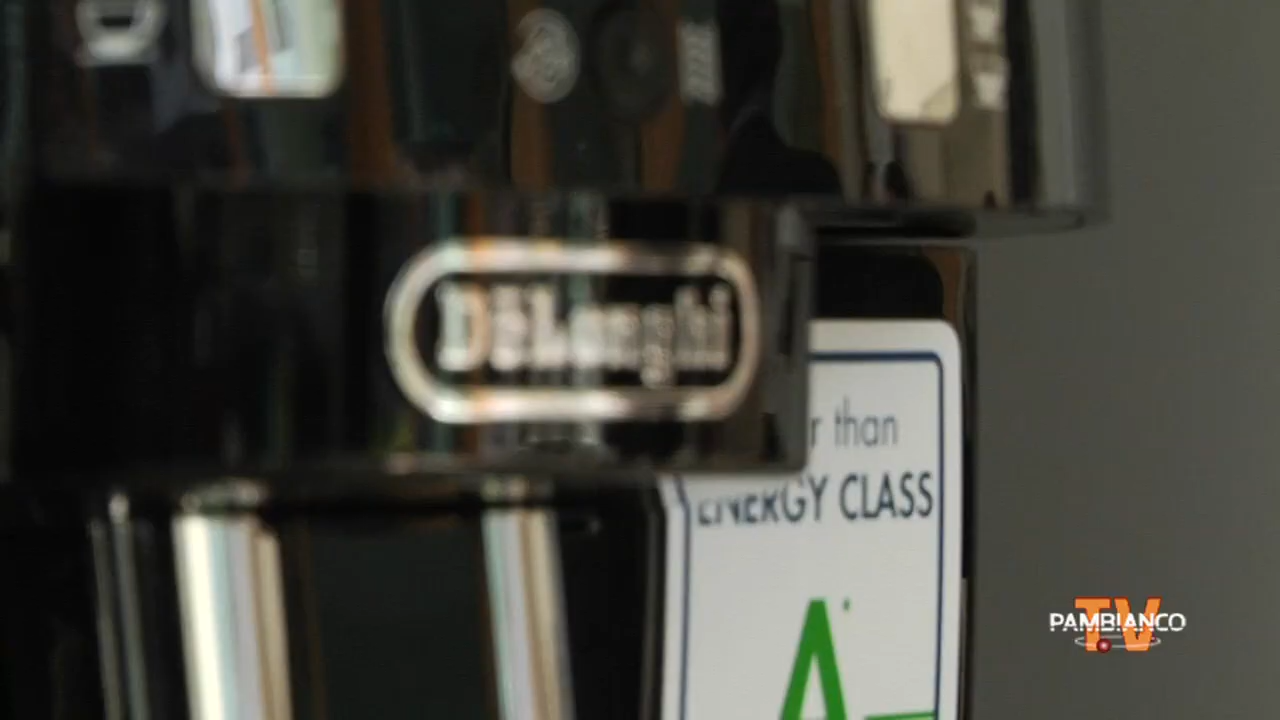 DeLonghi
r than
ENERGY CLASS
A
PAMBIANCO
TV